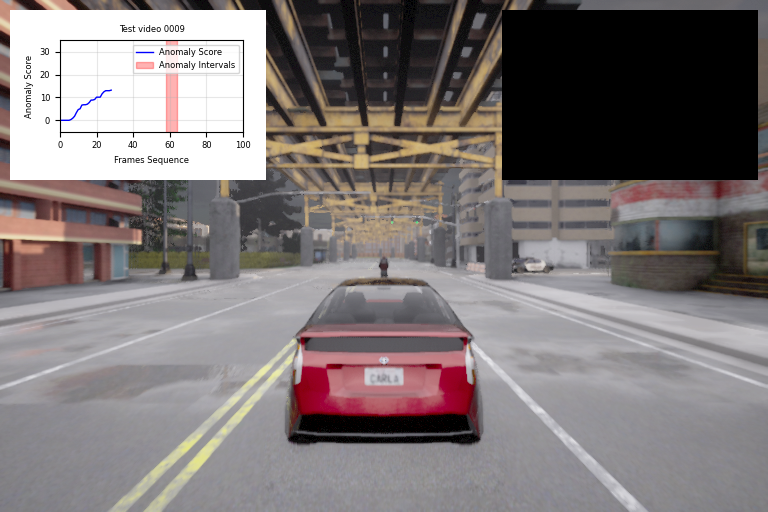 Test video 0009
Anomaly Score
30
20
10
0
Anomaly Score
Anomaly Intervals
0 20 40 60 80 100
Frames Sequence
CARLA